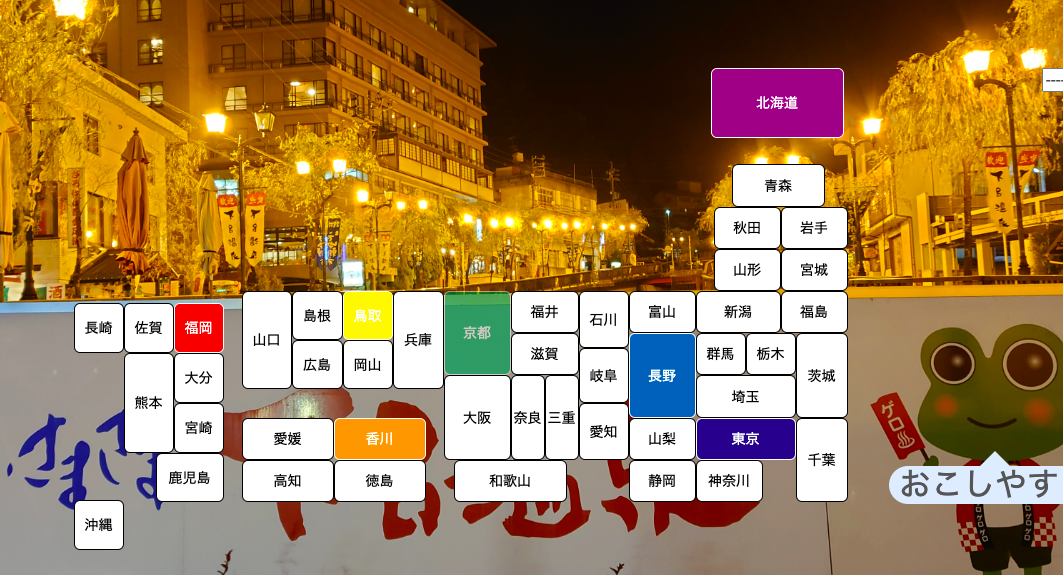 北海道
青森
秋田
岩手
山形
宮城
長崎
佐賀
福岡
山口
島根
鳥取
兵庫
京都
福井
石川
富山
新潟
福島
熊本
大分
広島
岡山
滋賀
岐阜
長野
群馬
栃木
茨城
宮崎
大阪
奈良
三重
愛知
埼玉
愛媛
香川
山梨
東京
千葉
鹿児島
高知
徳島
和歌山
静岡
神奈川
沖縄
ゲロ
おこしやす
歓迎